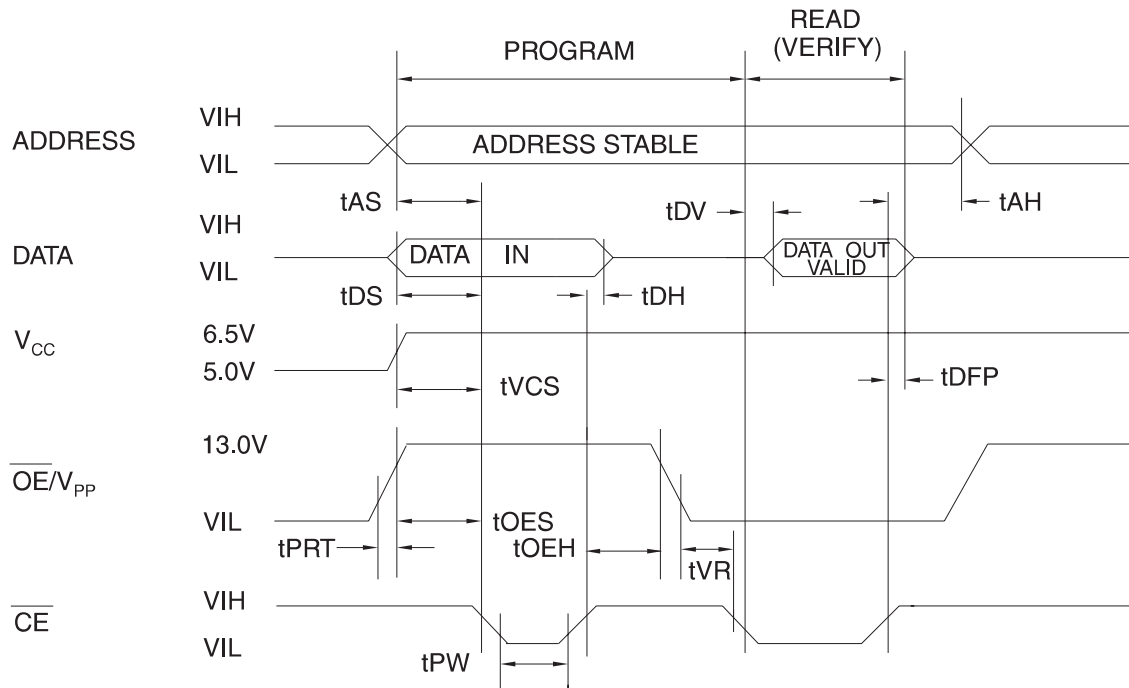 READ
(VERIFY)
PROGRAM
ADDRESS
VIH
VIL
ADDRESS STABLE
tAS
tDV
tAH
DATA
VIH
VIL
DATA IN
DATA OUT
VALID
tDS
tDH
VCC
6.5V
5.0V
tVCS
tDFP
OE/VPP
13.0V
VIL
tOES
tPRT
tOEH
tVR
CE
VIH
VIL
tPW